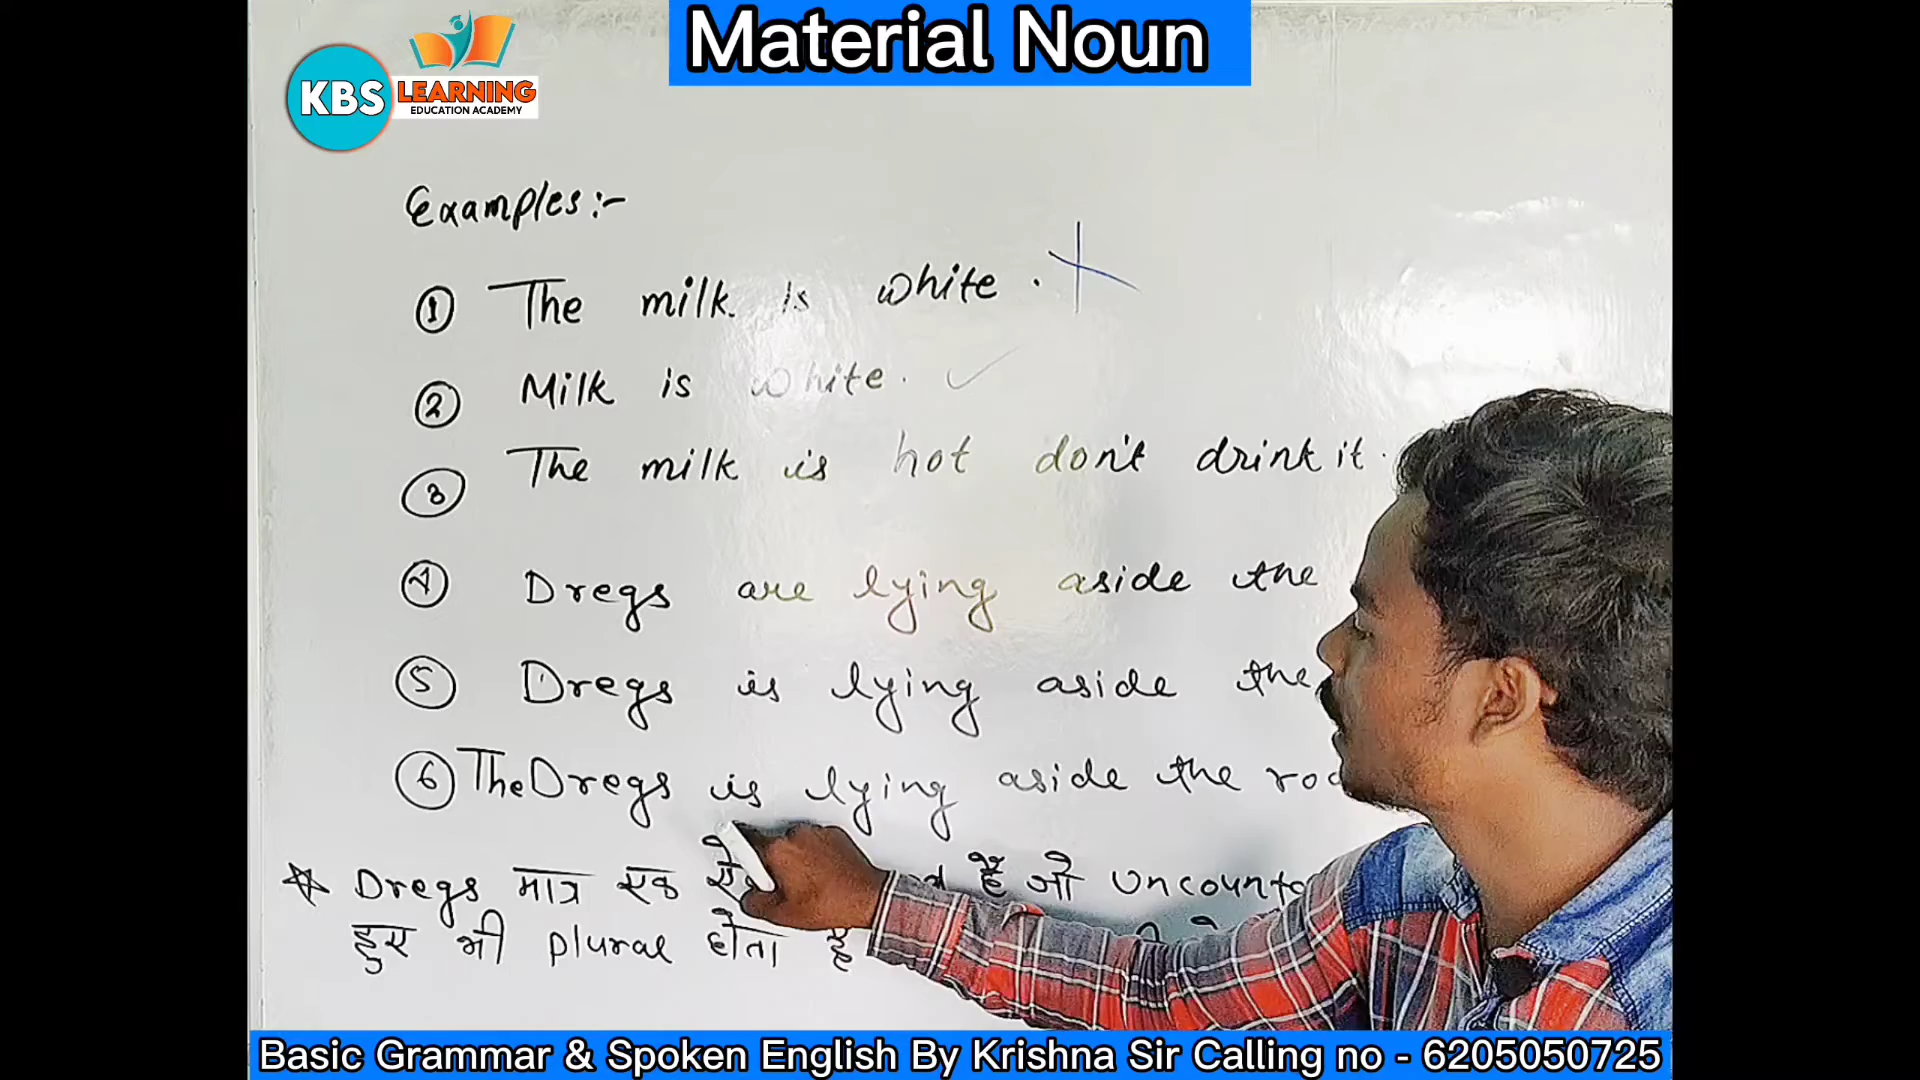 Material Noun
KBS LEARNING
EDUCATION ACADEMY
Examples:-
① The milk is white.
② Milk is white. ✓
③ The milk is hot don't drink it.
④ Dregs are lying aside the
⑤ Dregs is lying aside the
⑥ The Dregs is lying aside the
☆ Dregs मात्र एक हैं जो
हुए भी plural होता है
Basic Grammar & Spoken English By Krishna Sir Calling no - 6205050725